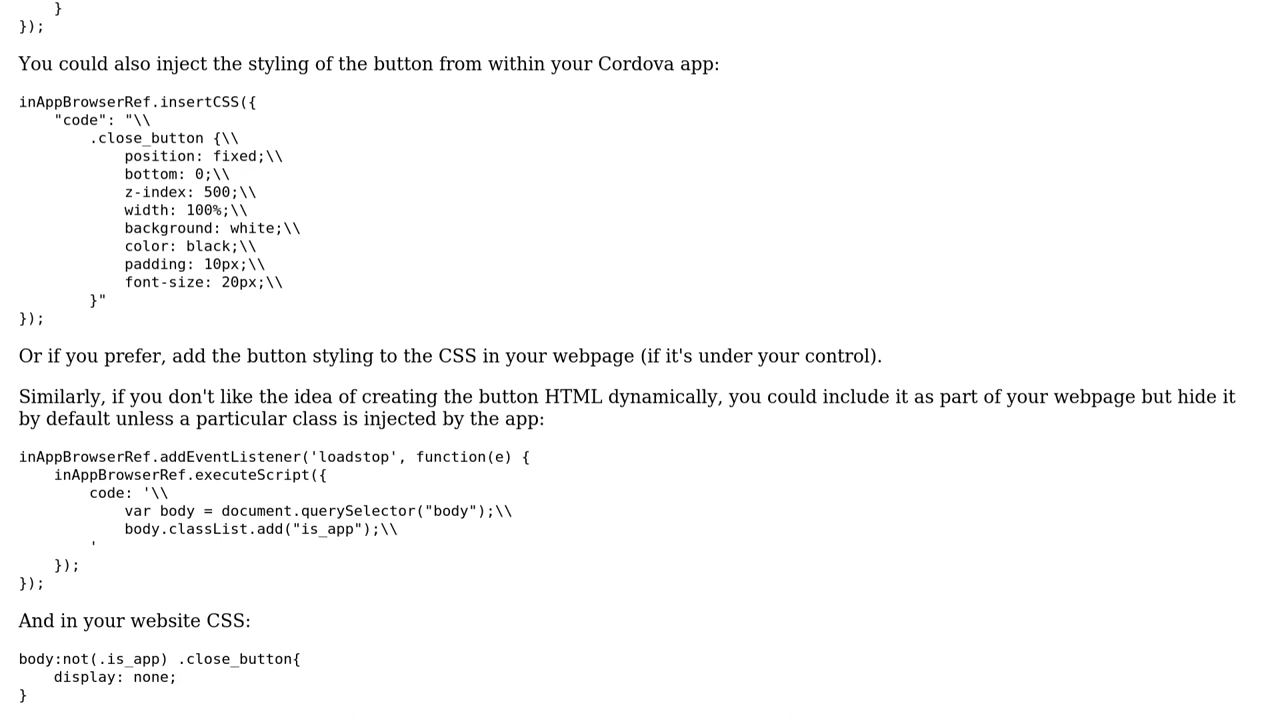 }
});
You could also inject the styling of the button from within your Cordova app:
inAppBrowserRef.insertCSS({
    "code": "\\
        .close_button {\\
            position: fixed;\\
            bottom: 0;\\
            z-index: 500;\\
            width: 100%;\\
            background: white;\\
            color: black;\\
            padding: 10px;\\
            font-size: 20px;\\
        }"
});
Or if you prefer, add the button styling to the CSS in your webpage (if it's under your control).
Similarly, if you don't like the idea of creating the button HTML dynamically, you could include it as part of your webpage but hide it
by default unless a particular class is injected by the app:
inAppBrowserRef.addEventListener('loadstop', function(e) {
    inAppBrowserRef.executeScript({
        code: '\\
            var body = document.querySelector("body");\\
            body.classList.add("is_app");\\
        '
    });
});
And in your website CSS:
body:not(.is_app) .close_button{
    display: none;
}